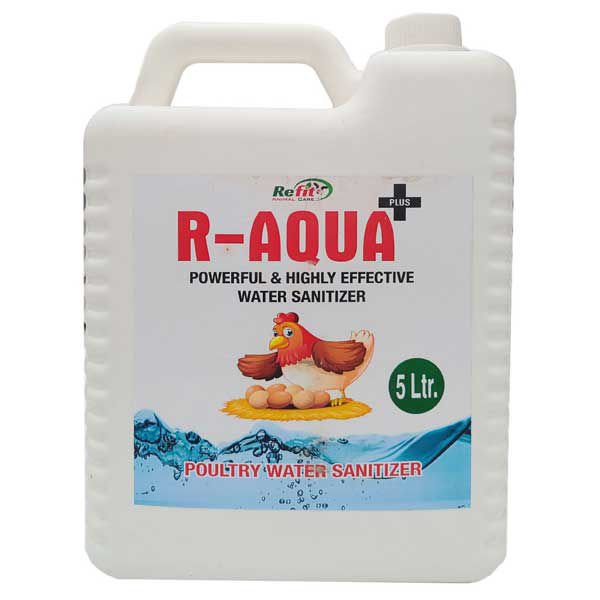 Refit
ANIMAL CARE
R-AQUA
PLUS
POWERFUL & HIGHLY EFFECTIVE
WATER SANITIZER
5 Ltr.
POULTRY WATER SANITIZER